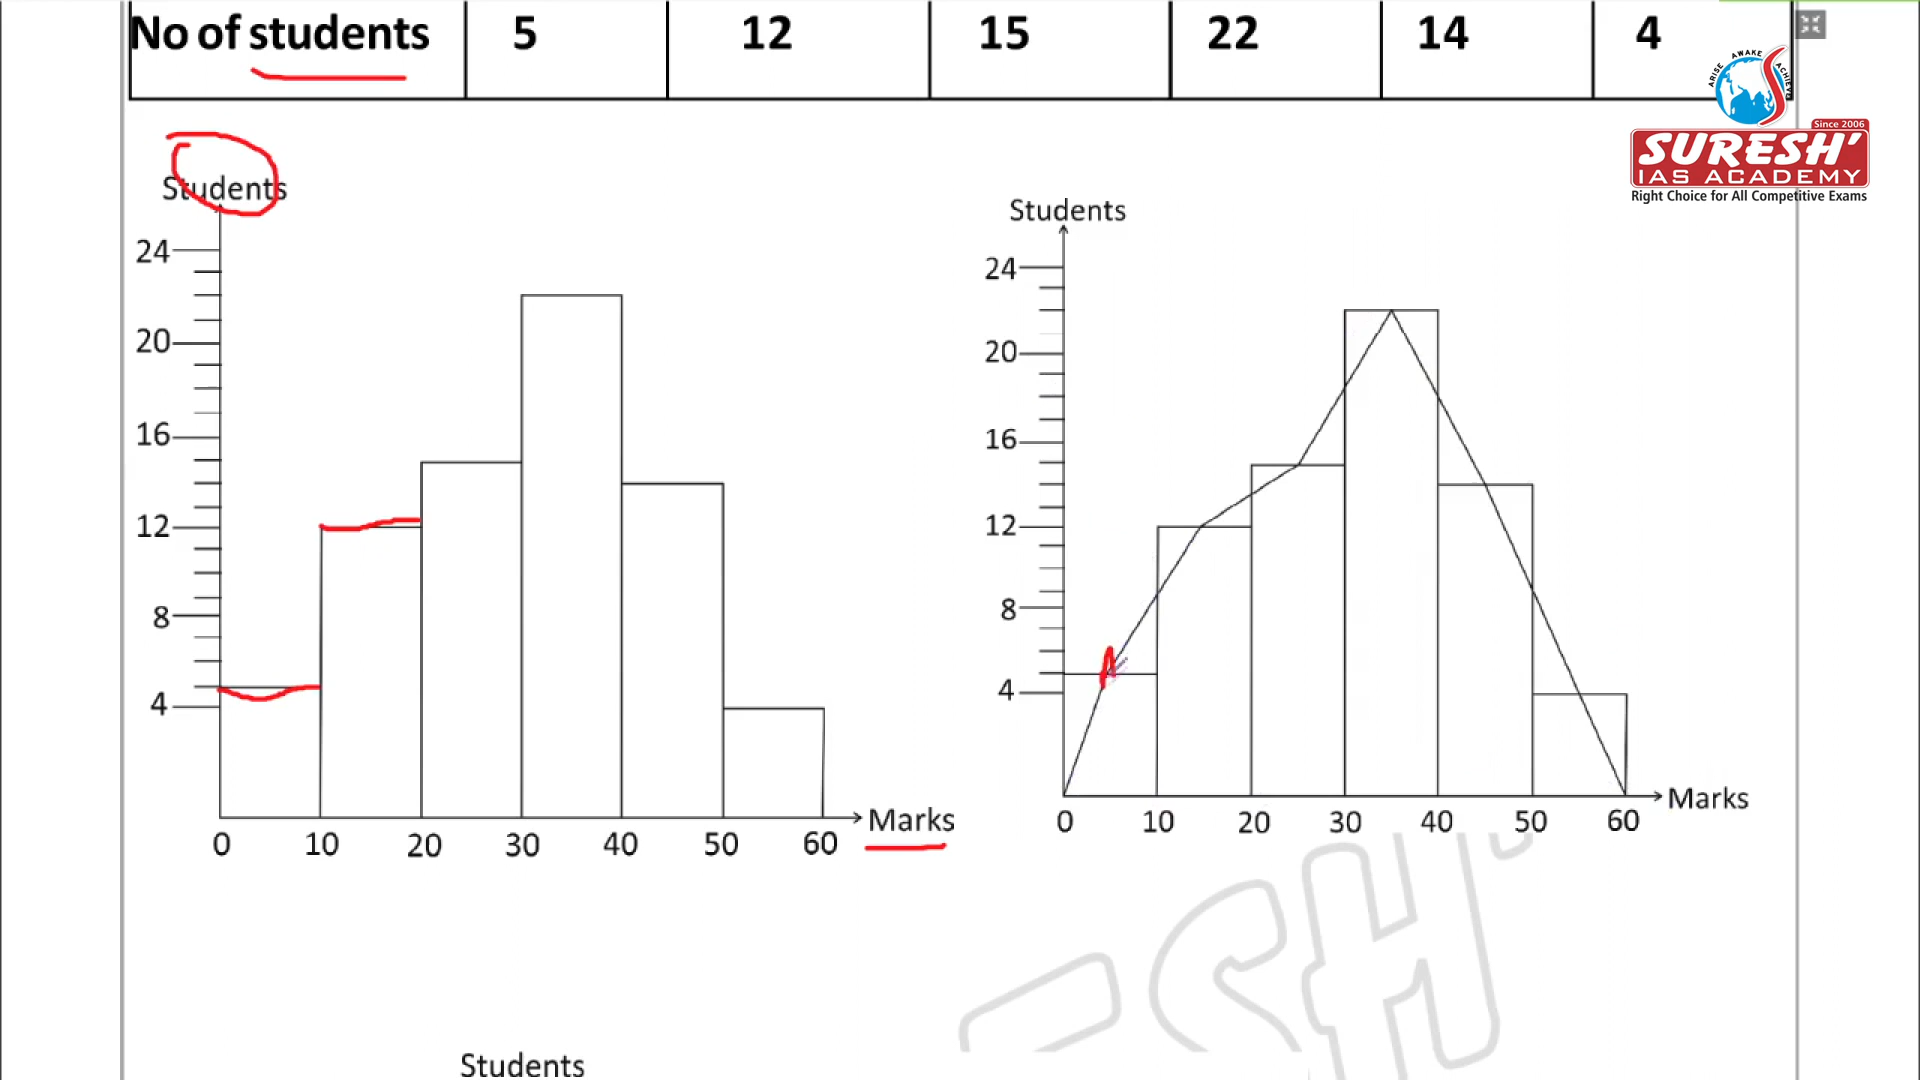 No of students 5 12 15 22 14 4
ARISE AWAKE ACHIEVE
Since 2006
SURESH'
IAS ACADEMY
Right Choice for All Competitive Exams
Students
24
20
16
12
8
4
0 10 20 30 40 50 60
Marks
Students
24
20
16
12
8
4
0 10 20 30 40 50 60
Marks
ESH'
Students